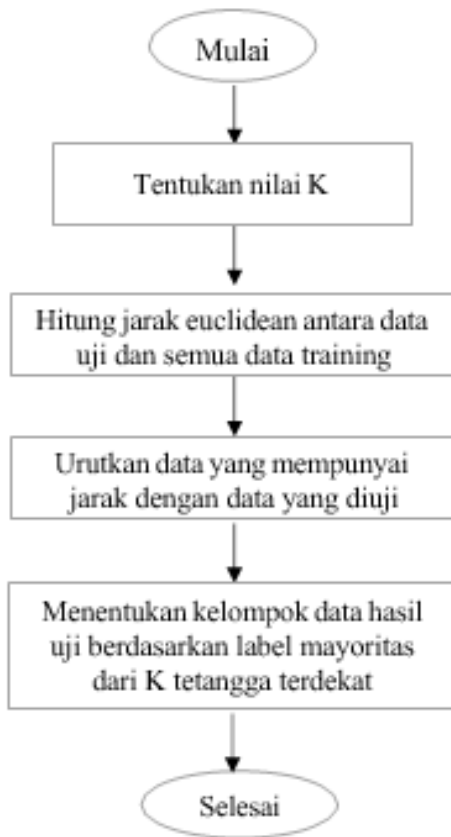 Mulai
Tentukan nilai K
Hitung jarak euclidean antara data
uji dan semua data training
Urutkan data yang mempunyai
jarak dengan data yang diuji
Menentukan kelompok data hasil
uji berdasarkan label mayoritas
dari K tetangga terdekat
Selesai